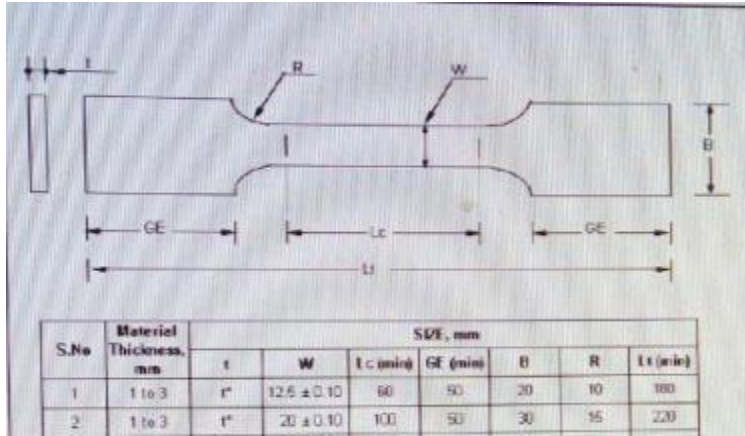 t
R
W
B
GE
Lc
GE
Lt
S.No
Material Thickness, mm
SIZE, mm
t
W
Lc (min)
GE (min)
B
R
Lt (min)
1
1 to 3
t*
12.5 ± 0.10
60
50
20
10
180
2
1 to 3
t*
20 ± 0.10
100
50
30
15
220